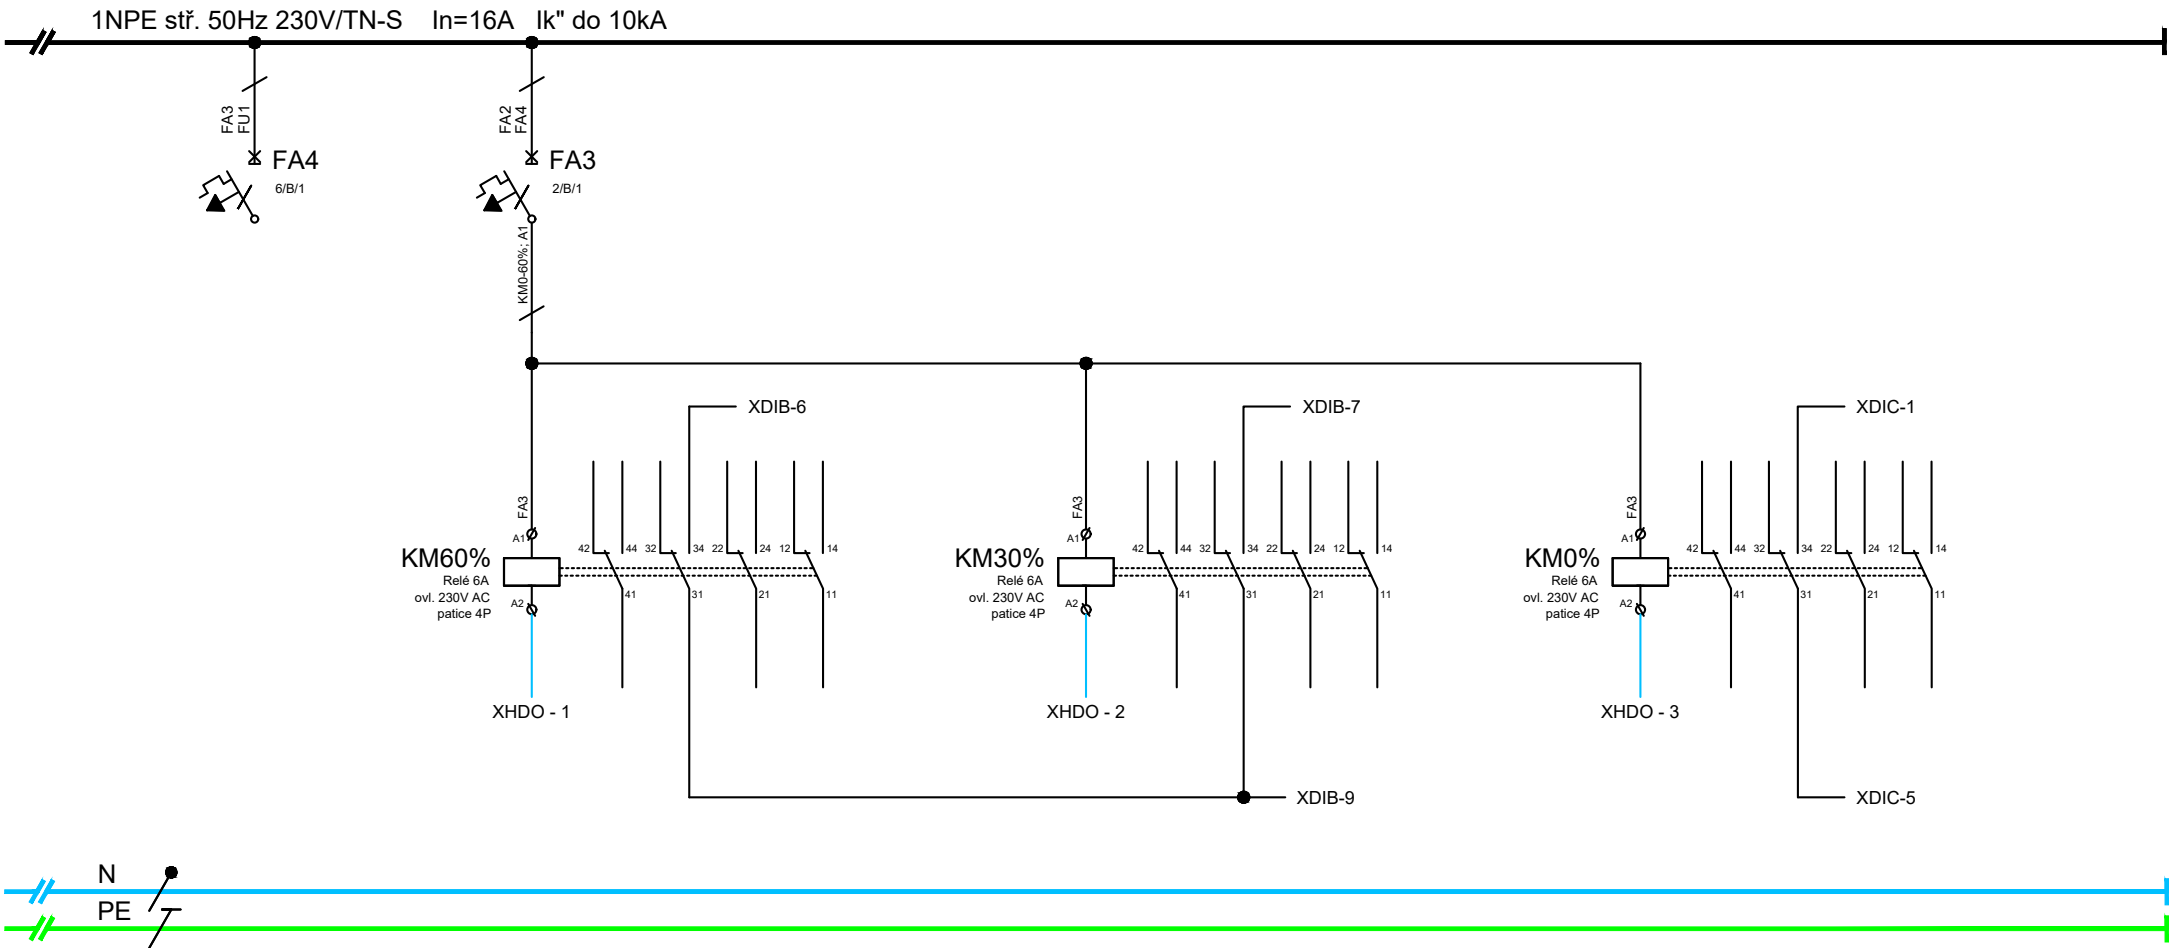 1NPE stř. 50Hz 230V/TN-S In=16A Ik" do 10kA
FA3
FU1
FA4
6/B/1
FA2
FA4
FA3
2/B/1
KM0-60%; A1
XDIB-6
XDIB-7
XDIC-1
FA3
A1
KM60%
Relé 6A
ovl. 230V AC
patice 4P
A2
42 44 32 34 22 24 12 14
41 31 21 11
XHDO - 1
FA3
A1
KM30%
Relé 6A
ovl. 230V AC
patice 4P
A2
42 44 32 34 22 24 12 14
41 31 21 11
XHDO - 2
FA3
A1
KM0%
Relé 6A
ovl. 230V AC
patice 4P
A2
42 44 32 34 22 24 12 14
41 31 21 11
XHDO - 3
XDIB-9
XDIC-5
N
PE